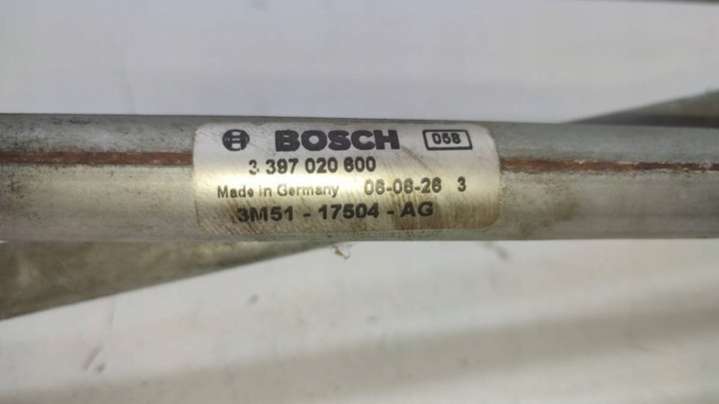 BOSCH 058
3 397 020 600
Made in Germany 06-06-26 3
3M51-17504-AG